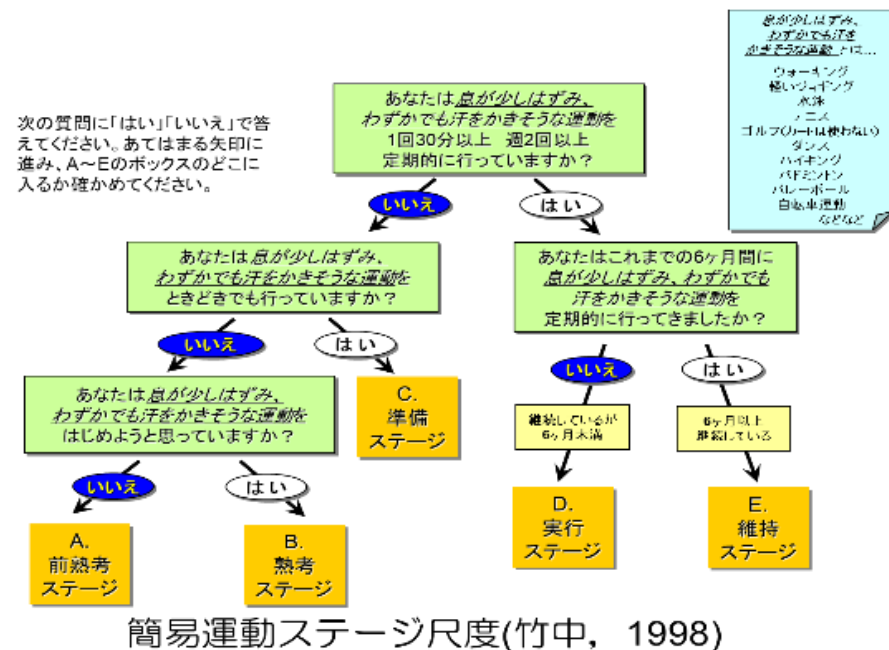 息が少しはずみ、
わずかでも汗を
かきそうな運動 とは…
ウォーキング
軽いジョギング
水泳
テニス
ゴルフ(カートは使わない)
ダンス
ハイキング
バドミントン
バレーボール
自転車運動
などなど
次の質問に「はい」「いいえ」で答
えてください。あてはまる矢印に
進み、A～Eのボックスのどこに
入るか確かめてください。
あなたは息が少しはずみ、
わずかでも汗をかきそうな運動を
1回30分以上 週2回以上
定期的に行っていますか？
いいえ
はい
あなたは息が少しはずみ、
わずかでも汗をかきそうな運動を
ときどきでも行っていますか？
あなたはこれまでの6ヶ月間に
息が少しはずみ、わずかでも
汗をかきそうな運動を
定期的に行ってきましたか？
いいえ
はい
いいえ
はい
あなたは息が少しはずみ、
わずかでも汗をかきそうな運動を
はじめようと思っていますか？
C.
準備
ステージ
継続しているが
6ヶ月未満
6ヶ月以上
継続している
いいえ
はい
A.
前熟考
ステージ
B.
熟考
ステージ
D.
実行
ステージ
E.
維持
ステージ
簡易運動ステージ尺度(竹中, 1998)